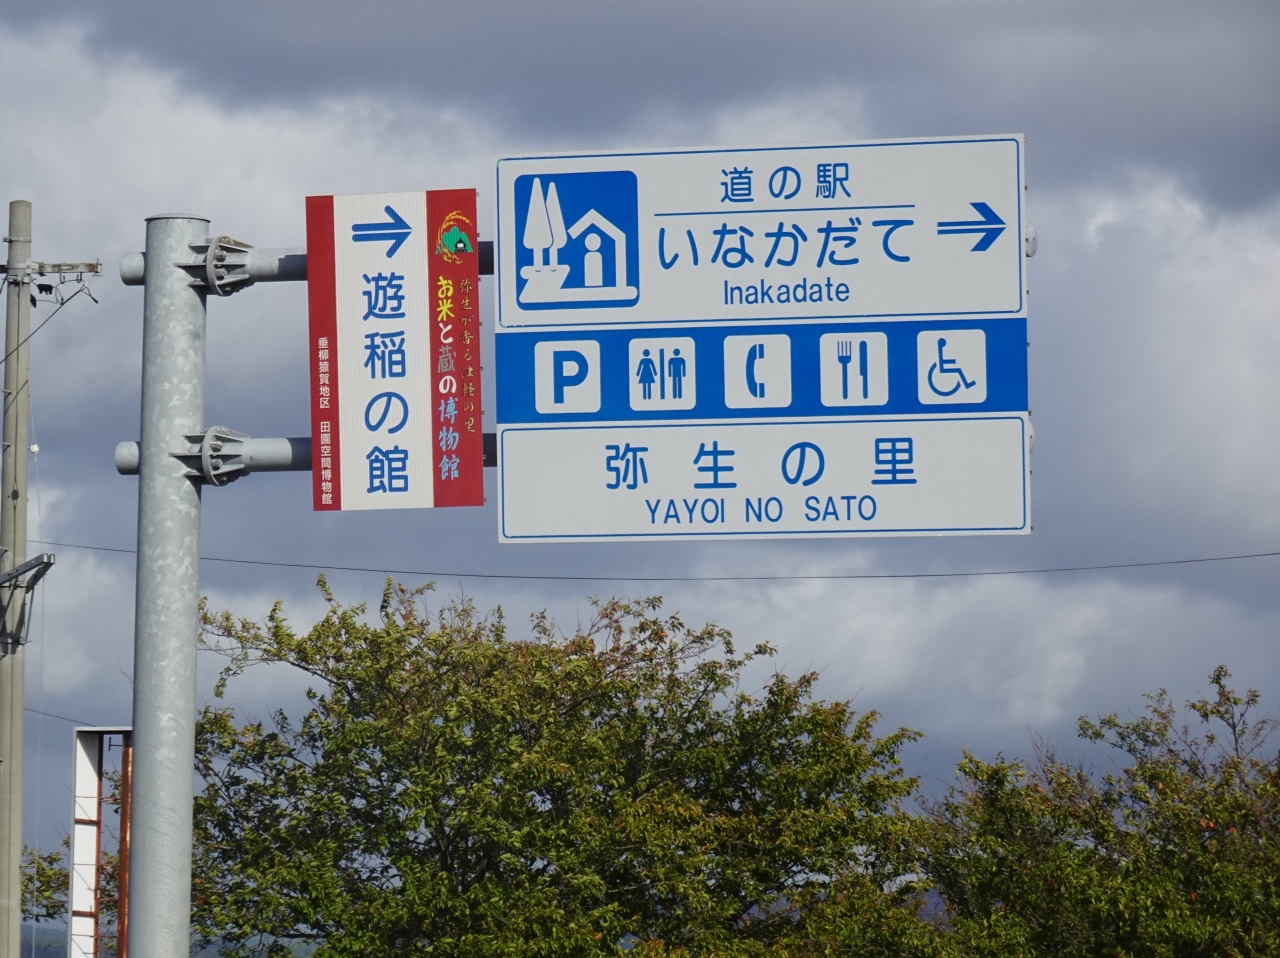 遊稲の館
弥生が香る津軽の里
お米と蔵の博物館
垂柳猿賀地区 田園空間博物館
道の駅
いなかだて
Inakadate
P
弥生の里
YAYOI NO SATO